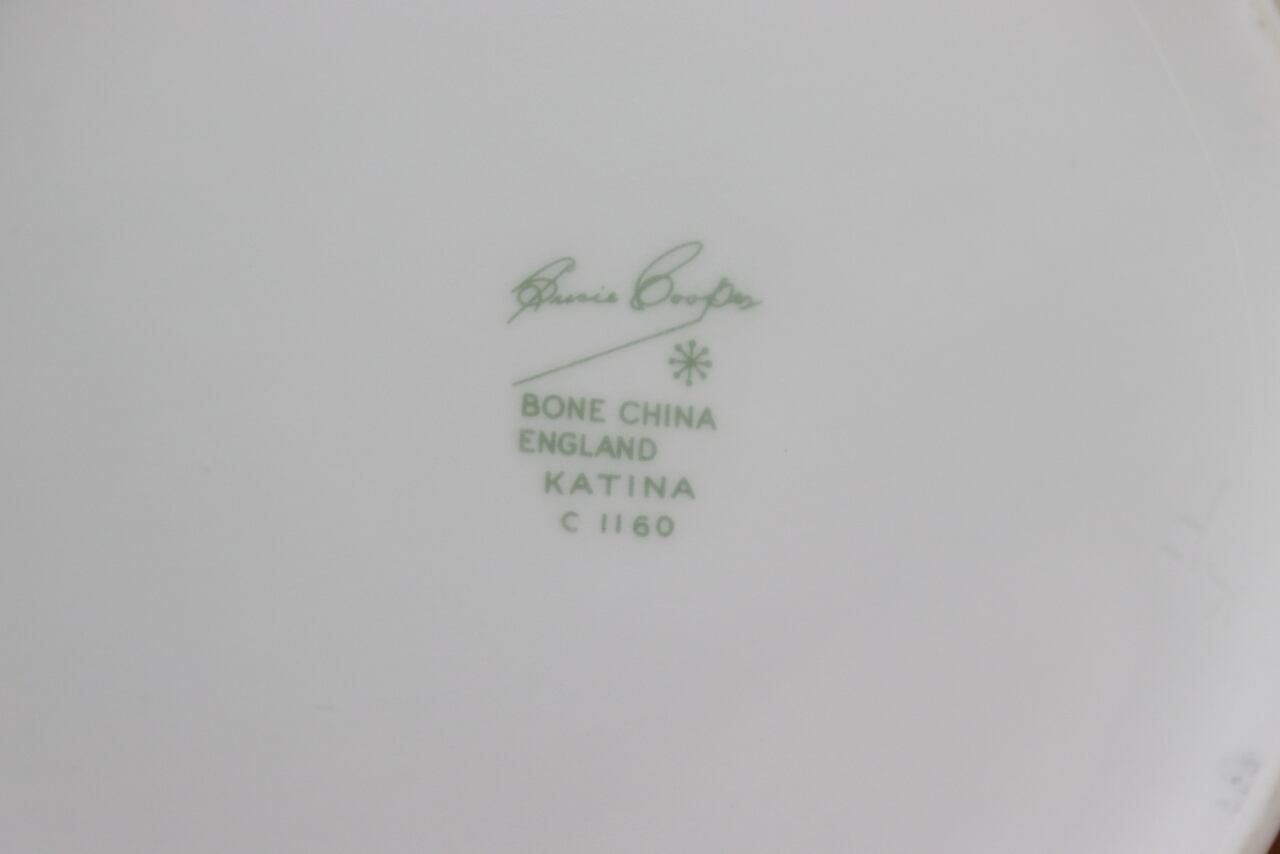 Susie Cooper
BONE CHINA
ENGLAND
KATINA
C 1160